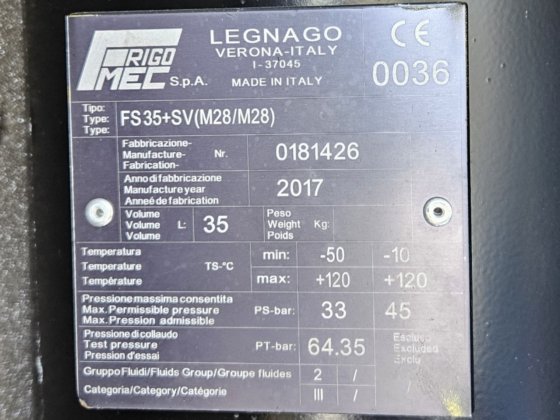 FRIGO
MEC S.p.A.
LEGNAGO
VERONA-ITALY
I-37045
MADE IN ITALY
CE
0036
Tipo:
Type:
Type:
FS35+SV(M28/M28)
Fabbricazione-
Manufacture-
Fabrication-
Nr.
0181426
Anno di fabbricazione
Manufacture year
Anneé de fabrication
2017
Volume
Volume
Volume
L: 35
Peso
Weight Kg:
Poids
Temperatura
Temperature TS-°C
Température
min: -50 -10
max: +120 +120
Pressione massima consentita
Max. Permissible pressure PS-bar: 33 45
Max. Pression admissible
Pressione di collaudo
Test pressure PT-bar: 64.35
Pression d'essai
Escluso
Excluded
Exclu
Gruppo Fluidi/Fluids Group/Groupe fluides 2 / /
Categoria/Category/Catégorie III / /